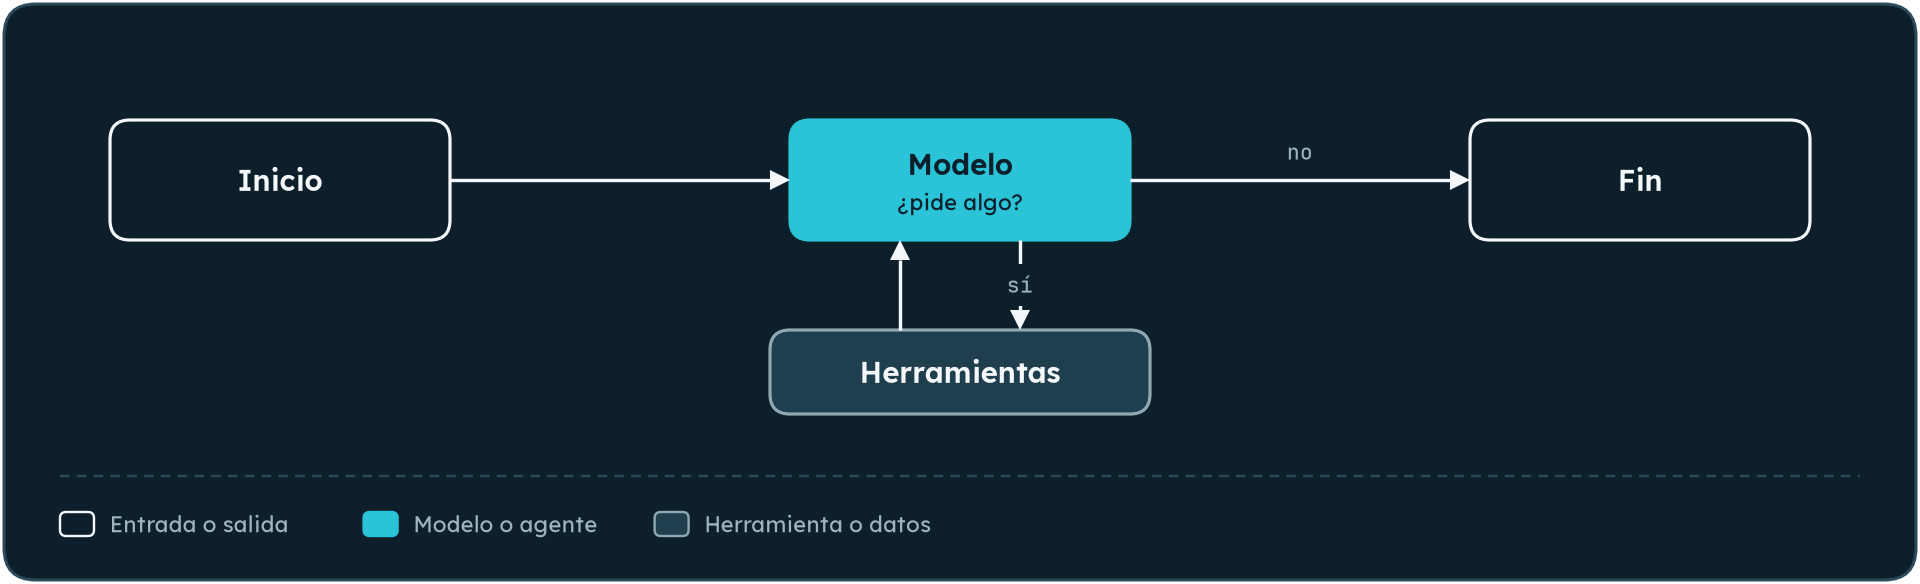 Inicio
Modelo
¿pide algo?
no
Fin
sí
Herramientas
Entrada o salida
Modelo o agente
Herramienta o datos